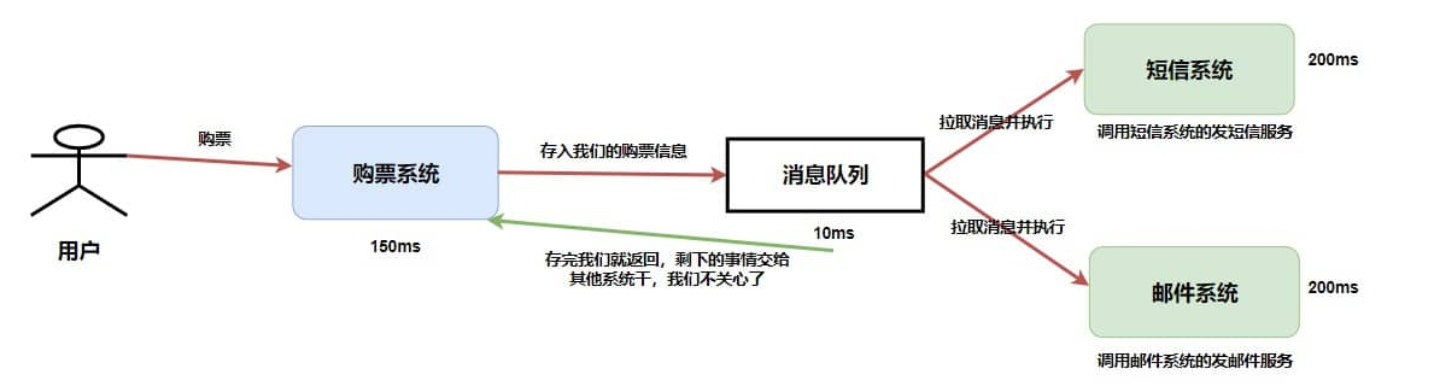 用户
购票
购票系统
150ms
存入我们的购票信息
消息队列
10ms
存完我们就返回，剩下的事情交给
其他系统干，我们不关心了
拉取消息并执行
短信系统
200ms
调用短信系统的发短信服务
拉取消息并执行
邮件系统
200ms
调用邮件系统的发邮件服务